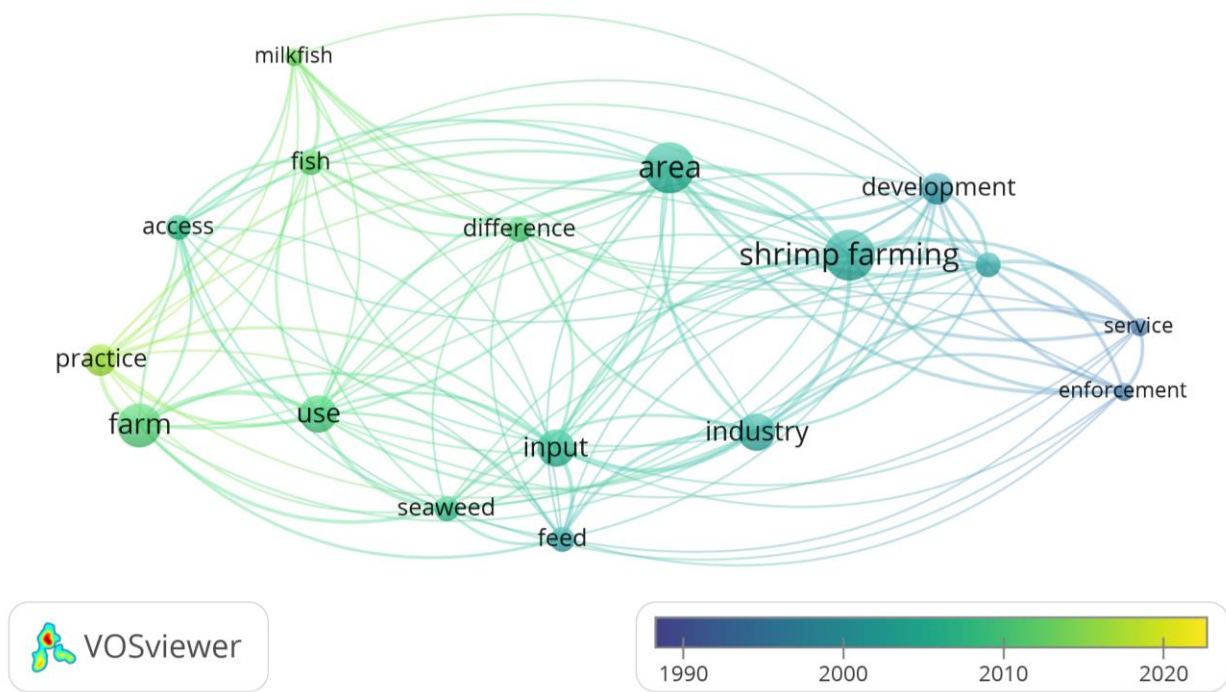 milkfish
fish
area
development
access
difference
shrimp farming
service
practice
enforcement
farm
use
industry
input
seaweed
feed
VOSviewer
1990
2000
2010
2020